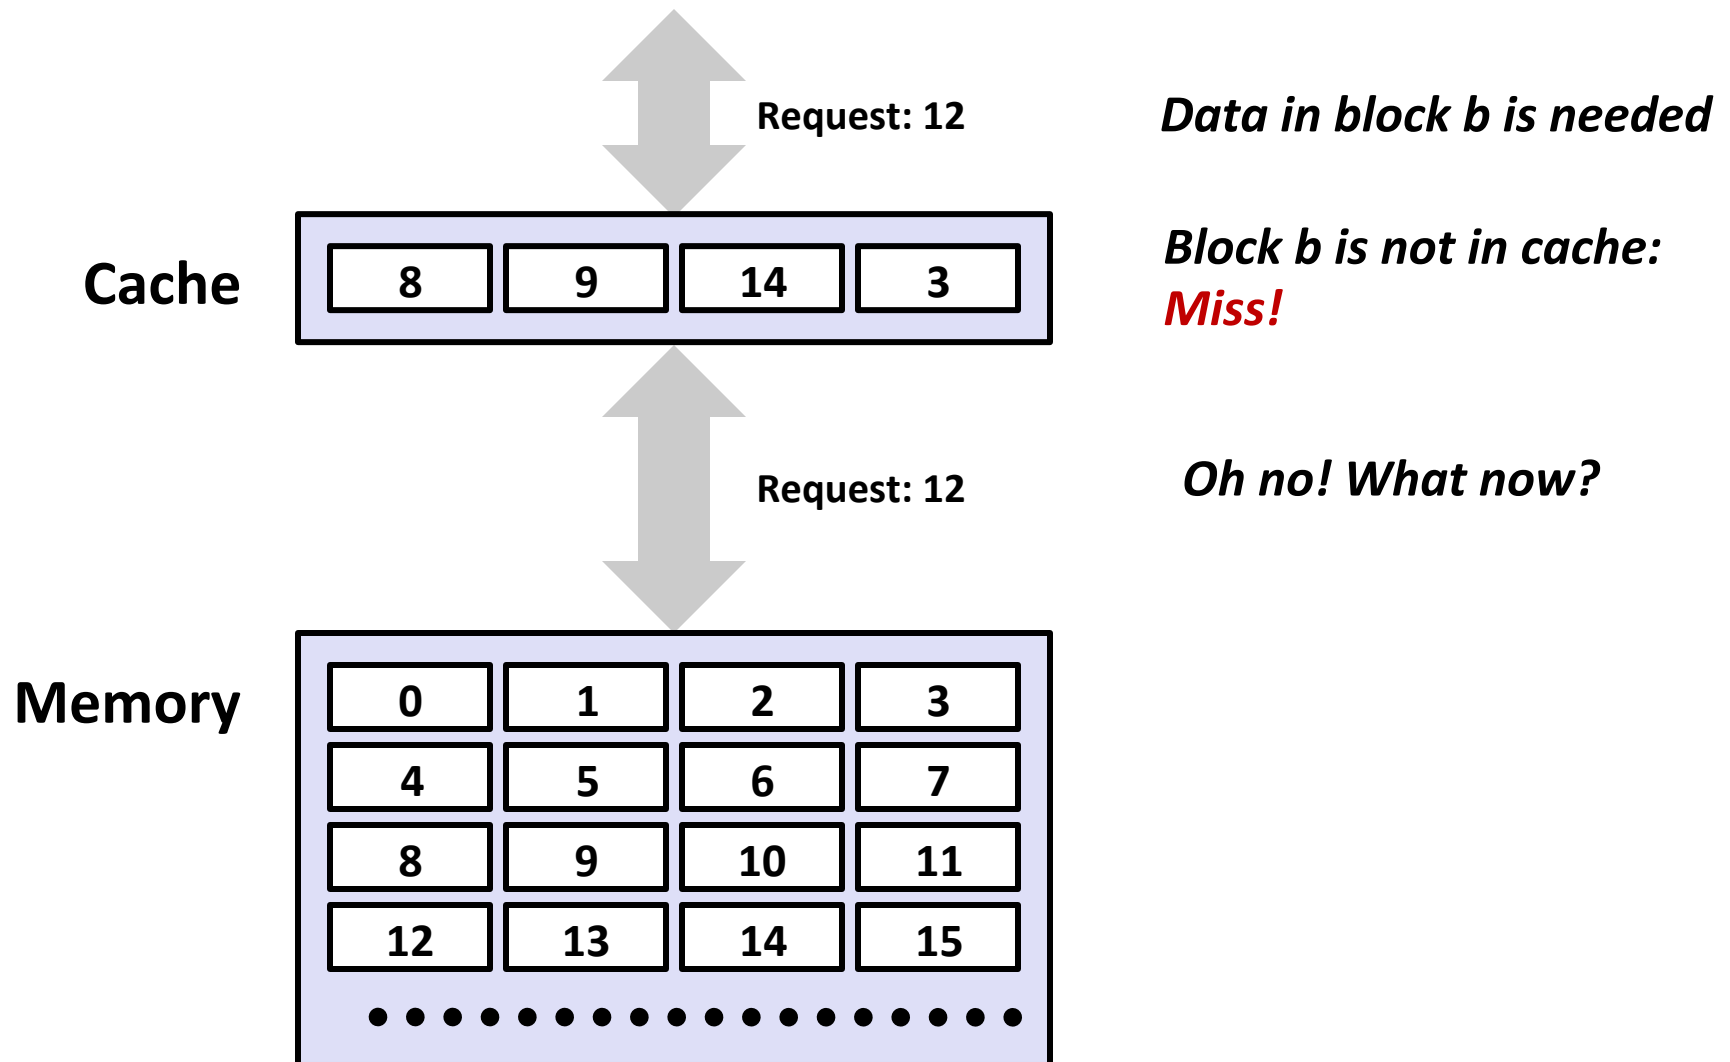 Request: 12
Data in block b is needed
Cache
8 9 14 3
Block b is not in cache:
Miss!
Request: 12
Oh no! What now?
Memory
0 1 2 3
4 5 6 7
8 9 10 11
12 13 14 15